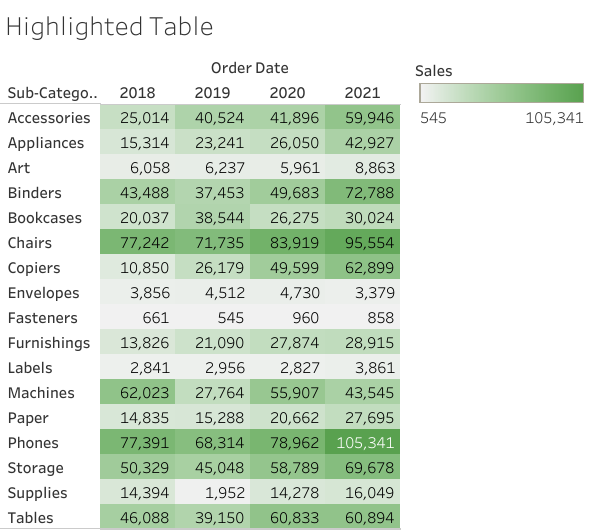 Highlighted Table
Order Date
Sub-Catego.. 2018 2019 2020 2021
Accessories 25,014 40,524 41,896 59,946
Appliances 15,314 23,241 26,050 42,927
Art 6,058 6,237 5,961 8,863
Binders 43,488 37,453 49,683 72,788
Bookcases 20,037 38,544 26,275 30,024
Chairs 77,242 71,735 83,919 95,554
Copiers 10,850 26,179 49,599 62,899
Envelopes 3,856 4,512 4,730 3,379
Fasteners 661 545 960 858
Furnishings 13,826 21,090 27,874 28,915
Labels 2,841 2,956 2,827 3,861
Machines 62,023 27,764 55,907 43,545
Paper 14,835 15,288 20,662 27,695
Phones 77,391 68,314 78,962 105,341
Storage 50,329 45,048 58,789 69,678
Supplies 14,394 1,952 14,278 16,049
Tables 46,088 39,150 60,833 60,894
Sales
545 105,341